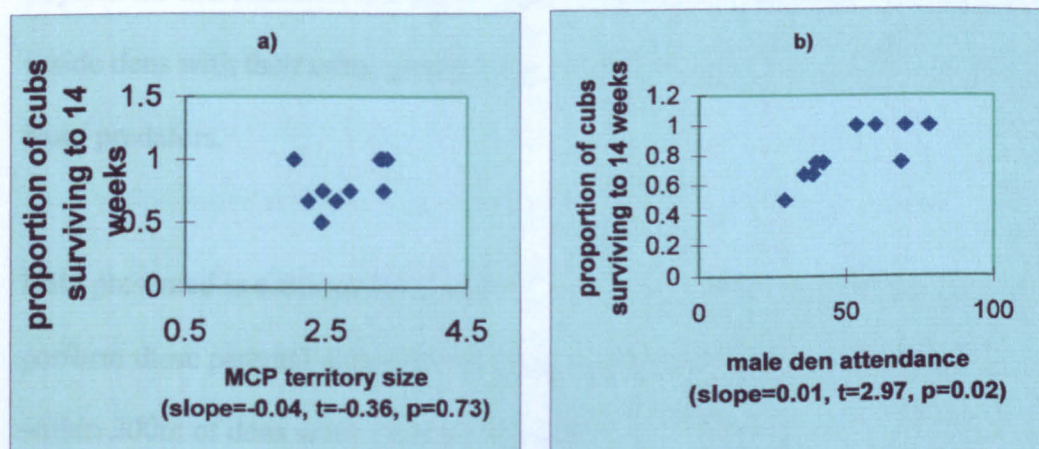 a)
proportion of cubs
surviving to 14
weeks
1.5
1
0.5
0
0.5 2.5 4.5
MCP territory size
(slope=-0.04, t=-0.36, p=0.73)
b)
proportion of cubs
surviving to 14 weeks
1.2
1
0.8
0.6
0.4
0.2
0
0 50 100
male den attendance
(slope=0.01, t=2.97, p=0.02)